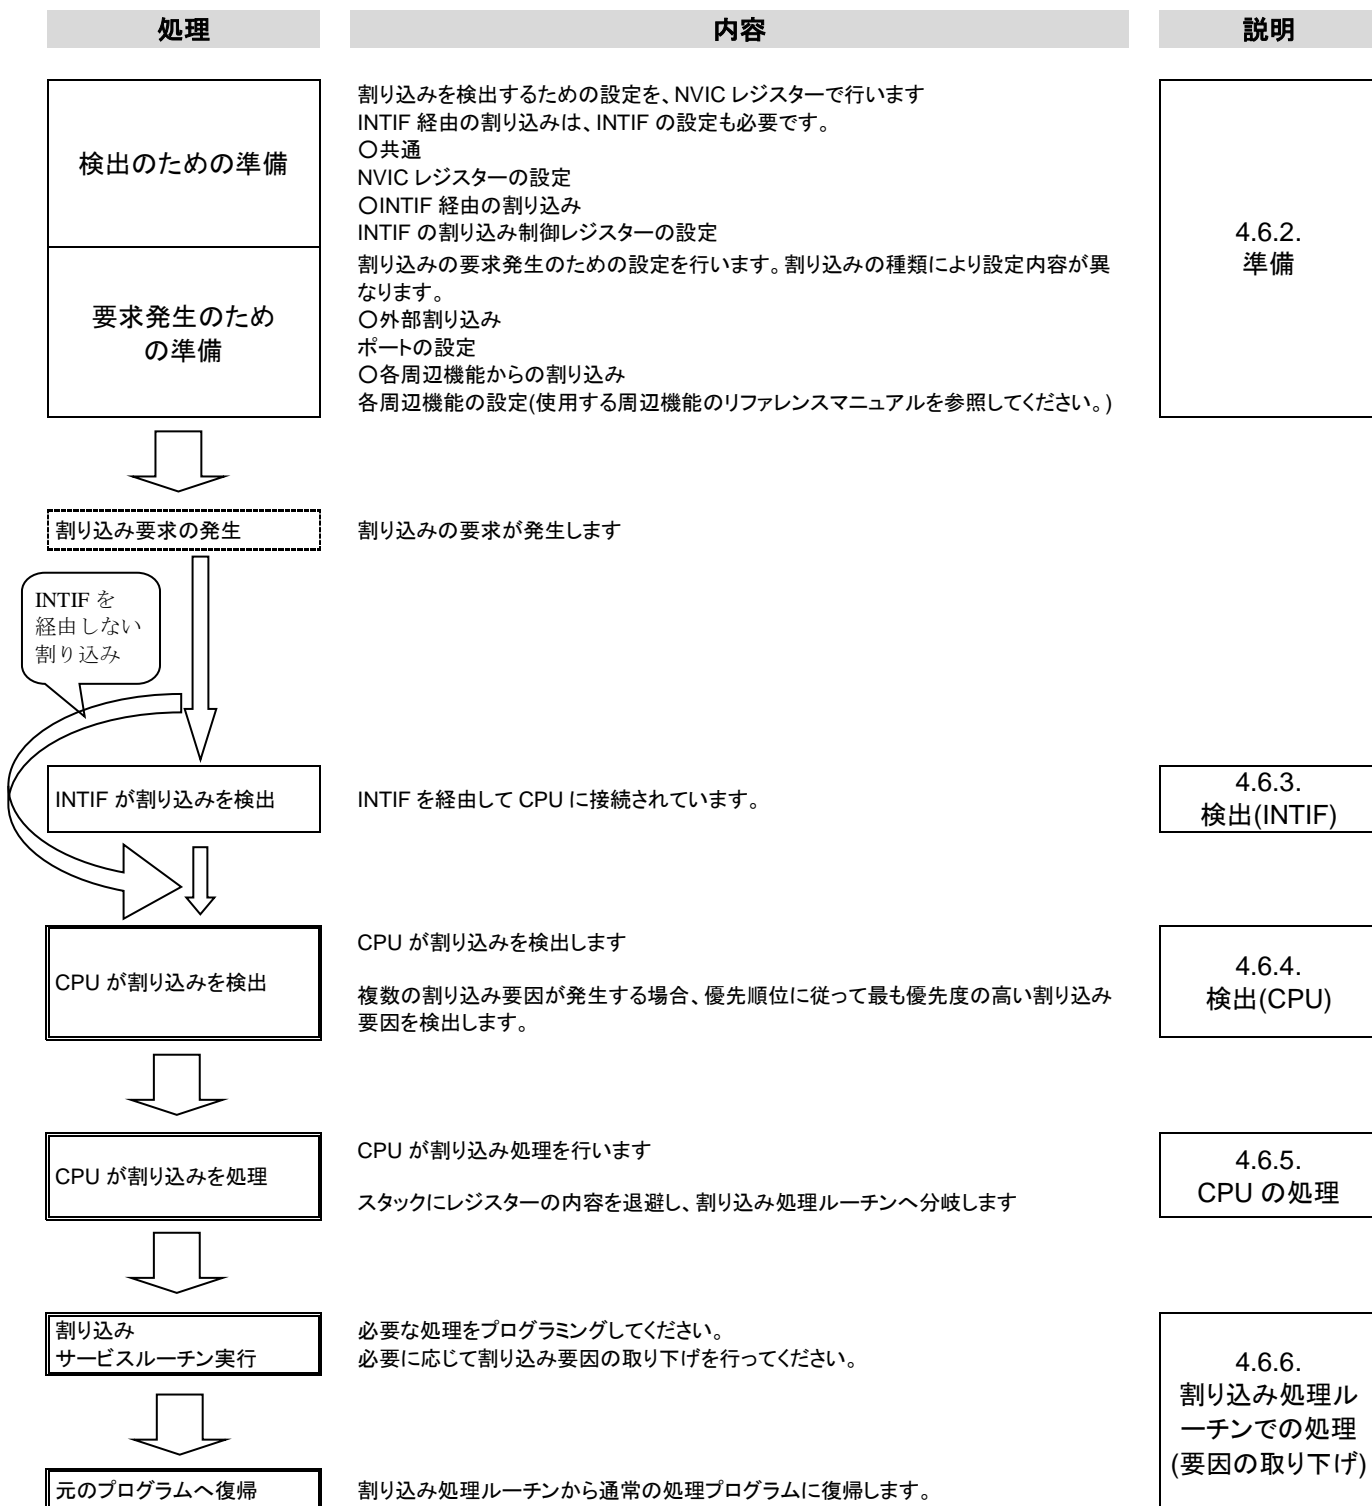 処理
内容
説明
検出のための準備
割り込みを検出するための設定を、NVIC レジスターで行います
INTIF 経由の割り込みは、INTIF の設定も必要です。
〇共通
NVIC レジスターの設定
〇INTIF 経由の割り込み
INTIF の割り込み制御レジスターの設定
4.6.2.
準備
要求発生のため
の準備
割り込みの要求発生のための設定を行います。割り込みの種類により設定内容が異
なります。
〇外部割り込み
ポートの設定
〇各周辺機能からの割り込み
各周辺機能の設定(使用する周辺機能のリファレンスマニュアルを参照してください。)
割り込み要求の発生
割り込みの要求が発生します
INTIF を
経由しない
割り込み
INTIF が割り込みを検出
INTIF を経由して CPU に接続されています。
4.6.3.
検出(INTIF)
CPU が割り込みを検出
CPU が割り込みを検出します
複数の割り込み要因が発生する場合、優先順位に従って最も優先度の高い割り込み
要因を検出します。
4.6.4.
検出(CPU)
CPU が割り込みを処理
CPU が割り込み処理を行います
スタックにレジスターの内容を退避し、割り込み処理ルーチンへ分岐します
4.6.5.
CPU の処理
割り込み
サービスルーチン実行
必要な処理をプログラミングしてください。
必要に応じて割り込み要因の取り下げを行ってください。
4.6.6.
割り込み処理ル
ーチンでの処理
(要因の取り下げ)
元のプログラムへ復帰
割り込み処理ルーチンから通常の処理プログラムに復帰します。